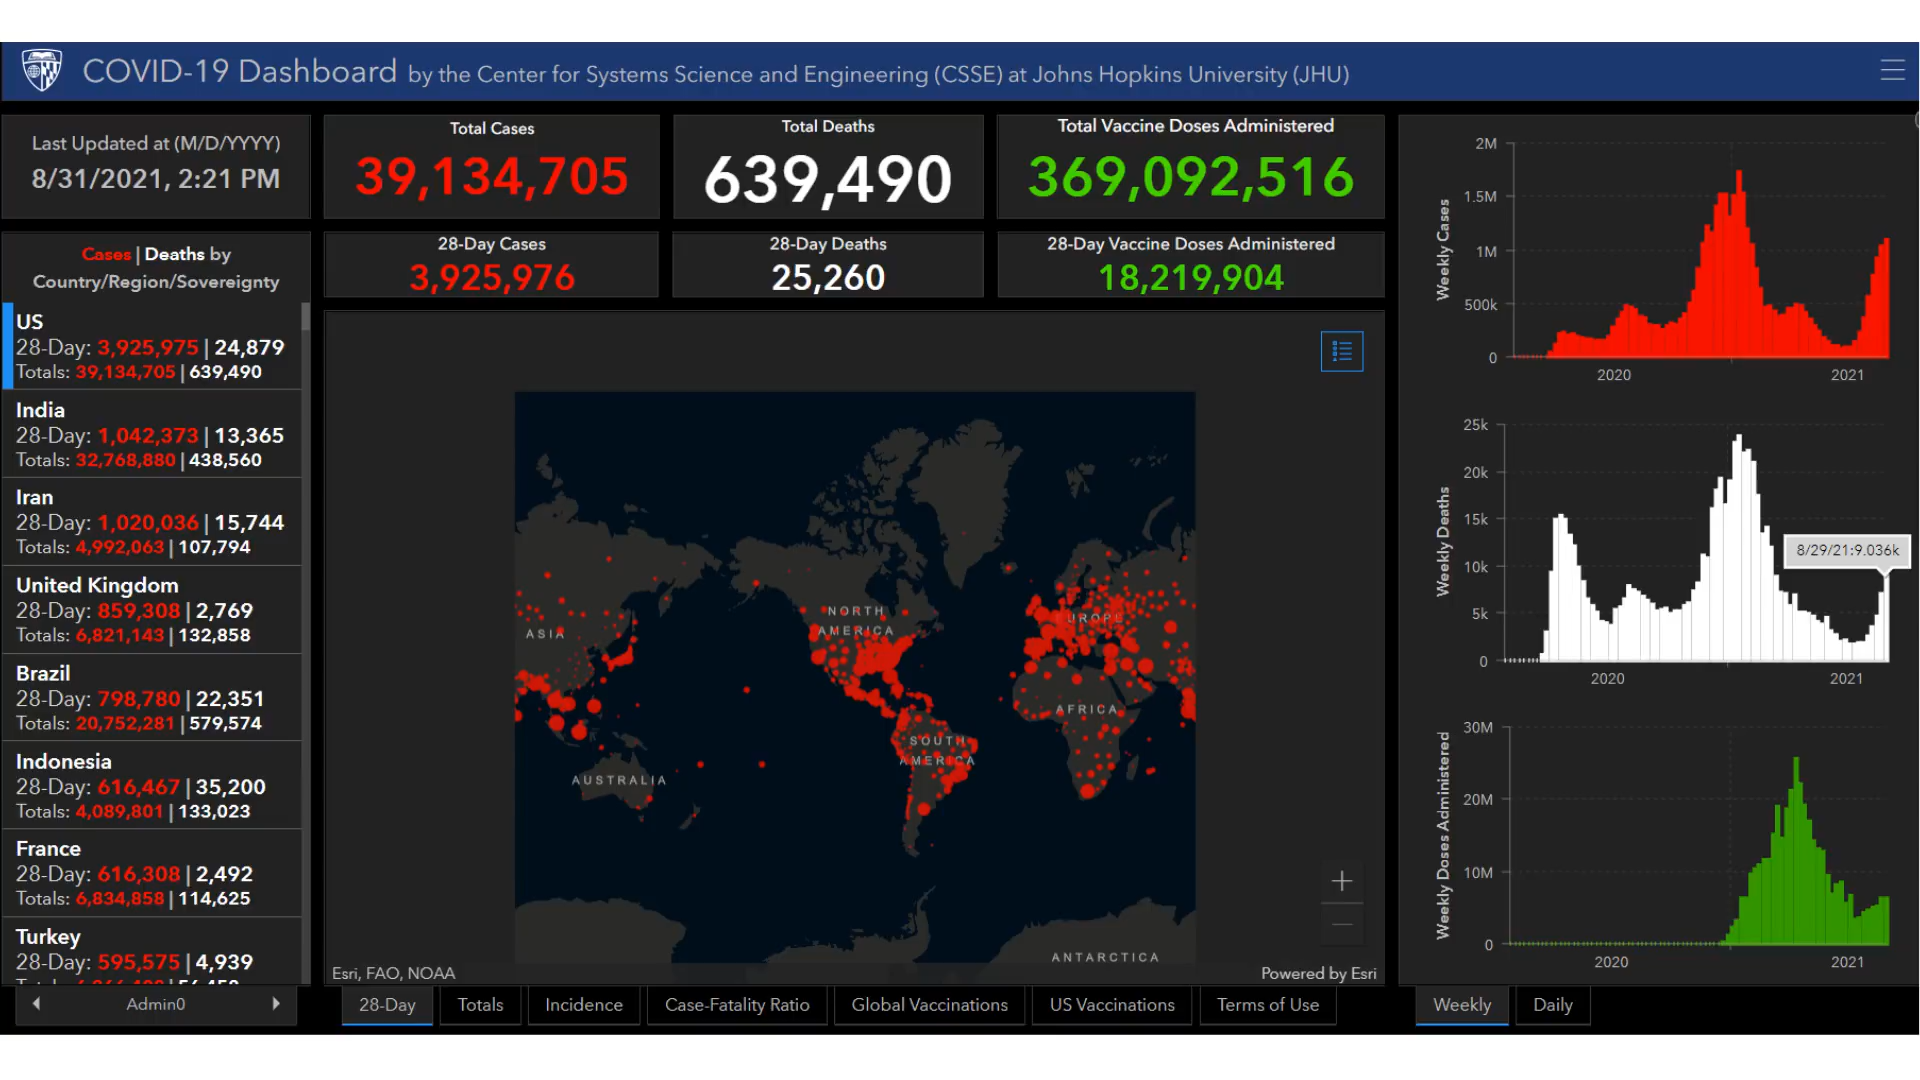 COVID-19 Dashboard by the Center for Systems Science and Engineering (CSSE) at Johns Hopkins University (JHU)
Last Updated at (M/D/YYYY)
8/31/2021, 2:21 PM
Cases | Deaths by
Country/Region/Sovereignty
US
28-Day: 3,925,975 | 24,879
Totals: 39,134,705 | 639,490
India
28-Day: 1,042,373 | 13,365
Totals: 32,768,880 | 438,560
Iran
28-Day: 1,020,036 | 15,744
Totals: 4,992,063 | 107,794
United Kingdom
28-Day: 859,308 | 2,769
Totals: 6,821,143 | 132,858
Brazil
28-Day: 798,780 | 22,351
Totals: 20,752,281 | 579,574
Indonesia
28-Day: 616,467 | 35,200
Totals: 4,089,801 | 133,023
France
28-Day: 616,308 | 2,492
Totals: 6,834,858 | 114,625
Turkey
28-Day: 595,575 | 4,939
Admin0
Total Cases
39,134,705
Total Deaths
639,490
Total Vaccine Doses Administered
369,092,516
28-Day Cases
3,925,976
28-Day Deaths
25,260
28-Day Vaccine Doses Administered
18,219,904
NORTH
AMERICA
ASIA
EUROPE
AFRICA
SOUTH
AMERICA
AUSTRALIA
ANTARCTICA
Esri, FAO, NOAA
Powered by Esri
28-Day
Totals
Incidence
Case-Fatality Ratio
Global Vaccinations
US Vaccinations
Terms of Use
Weekly Cases
2M
1.5M
1M
500k
0
2020
2021
Weekly Deaths
25k
20k
15k
10k
5k
0
8/29/21:9.036k
2020
2021
Weekly Doses Administered
30M
20M
10M
0
2020
2021
Weekly
Daily